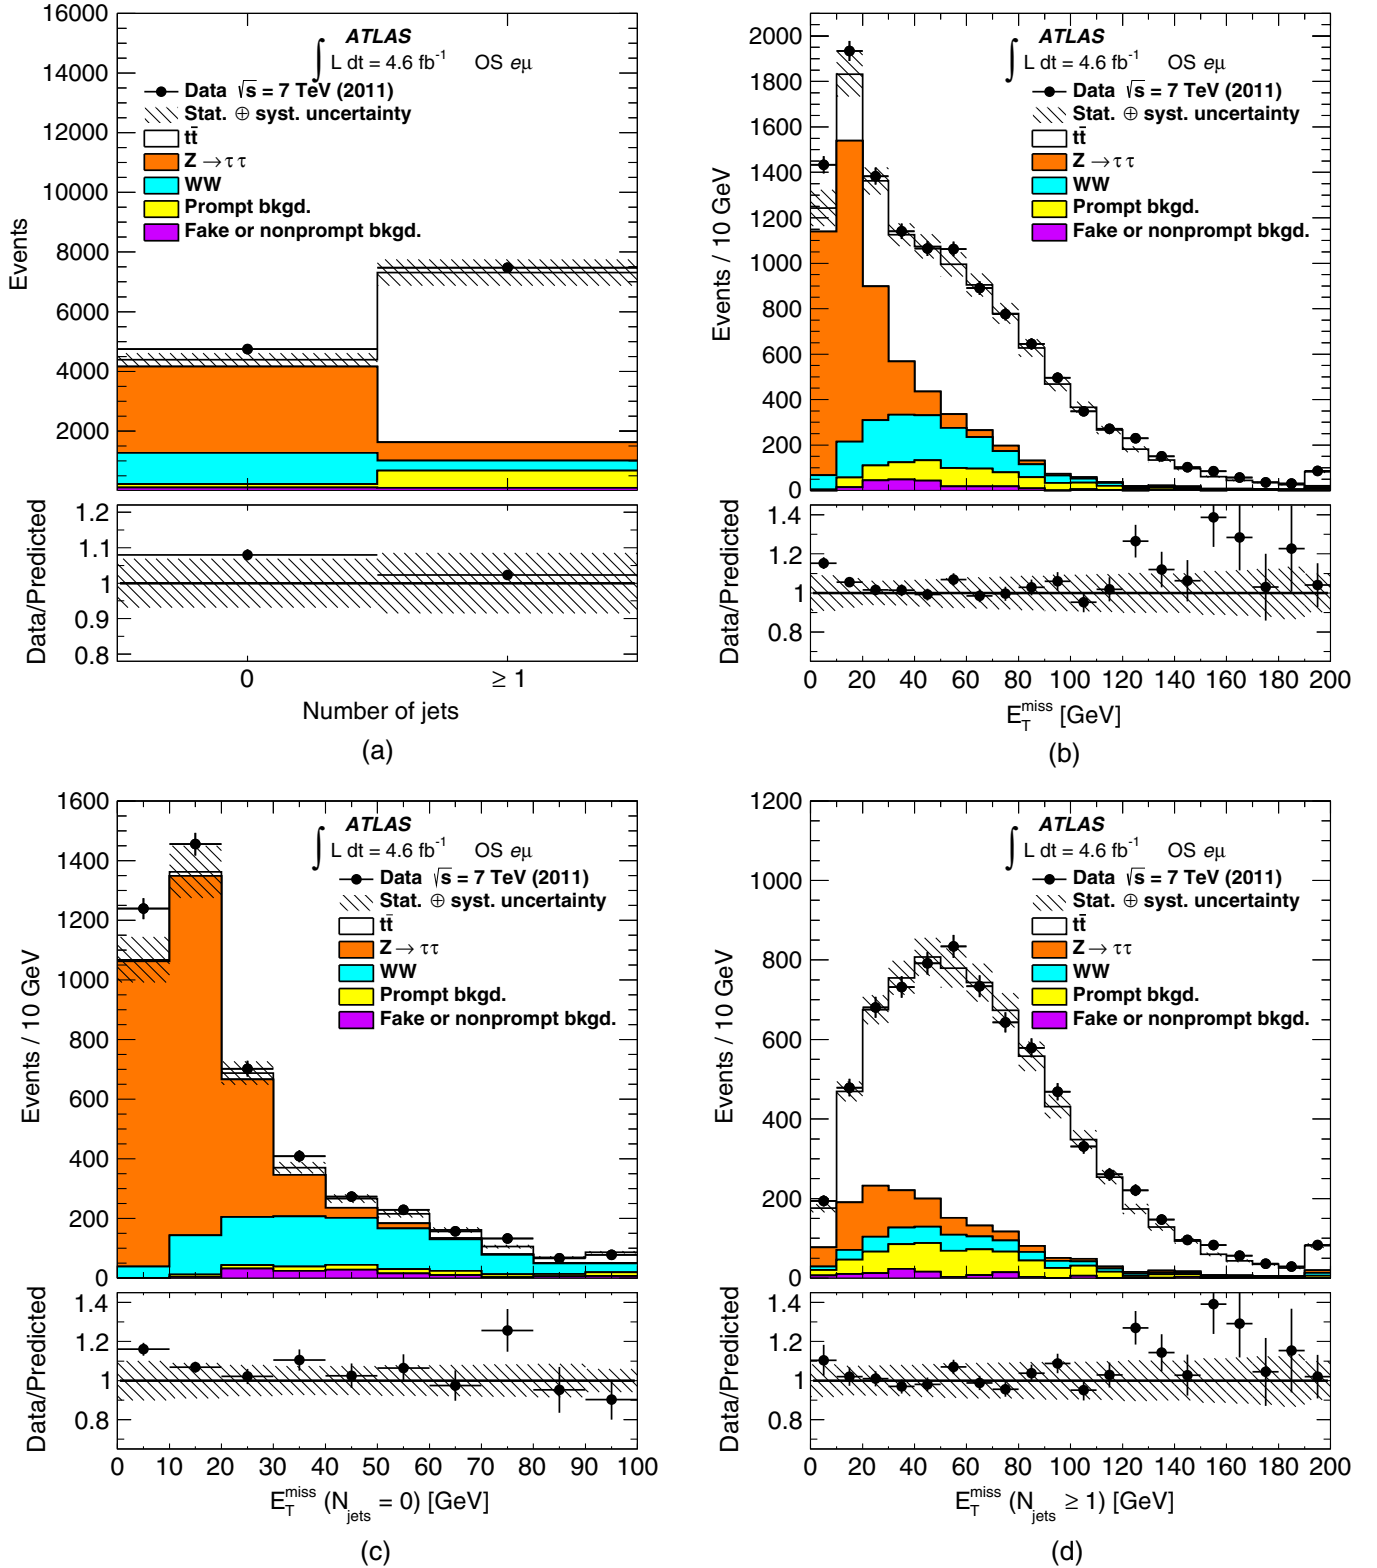 16000
14000
12000
10000
8000
6000
4000
2000
Events
ATLAS
∫ L dt = 4.6 fb⁻¹ OS eμ
Data √s = 7 TeV (2011)
Stat. ⊕ syst. uncertainty
tt̄
Z → ττ
WW
Prompt bkgd.
Fake or nonprompt bkgd.
1.2
1.1
1
0.9
0.8
Data/Predicted
0
≥ 1
Number of jets
(a)
2000
1800
1600
1400
1200
1000
800
600
400
200
0
Events / 10 GeV
ATLAS
∫ L dt = 4.6 fb⁻¹ OS eμ
Data √s = 7 TeV (2011)
Stat. ⊕ syst. uncertainty
tt̄
Z → ττ
WW
Prompt bkgd.
Fake or nonprompt bkgd.
1.4
1.2
1
0.8
Data/Predicted
0 20 40 60 80 100 120 140 160 180 200
E_T^miss [GeV]
(b)
1600
1400
1200
1000
800
600
400
200
0
Events / 10 GeV
ATLAS
∫ L dt = 4.6 fb⁻¹ OS eμ
Data √s = 7 TeV (2011)
Stat. ⊕ syst. uncertainty
tt̄
Z → ττ
WW
Prompt bkgd.
Fake or nonprompt bkgd.
1.4
1.2
1
0.8
Data/Predicted
0 10 20 30 40 50 60 70 80 90 100
E_T^miss (N_jets = 0) [GeV]
(c)
1200
1000
800
600
400
200
0
Events / 10 GeV
ATLAS
∫ L dt = 4.6 fb⁻¹ OS eμ
Data √s = 7 TeV (2011)
Stat. ⊕ syst. uncertainty
tt̄
Z → ττ
WW
Prompt bkgd.
Fake or nonprompt bkgd.
1.4
1.2
1
0.8
Data/Predicted
0 20 40 60 80 100 120 140 160 180 200
E_T^miss (N_jets ≥ 1) [GeV]
(d)